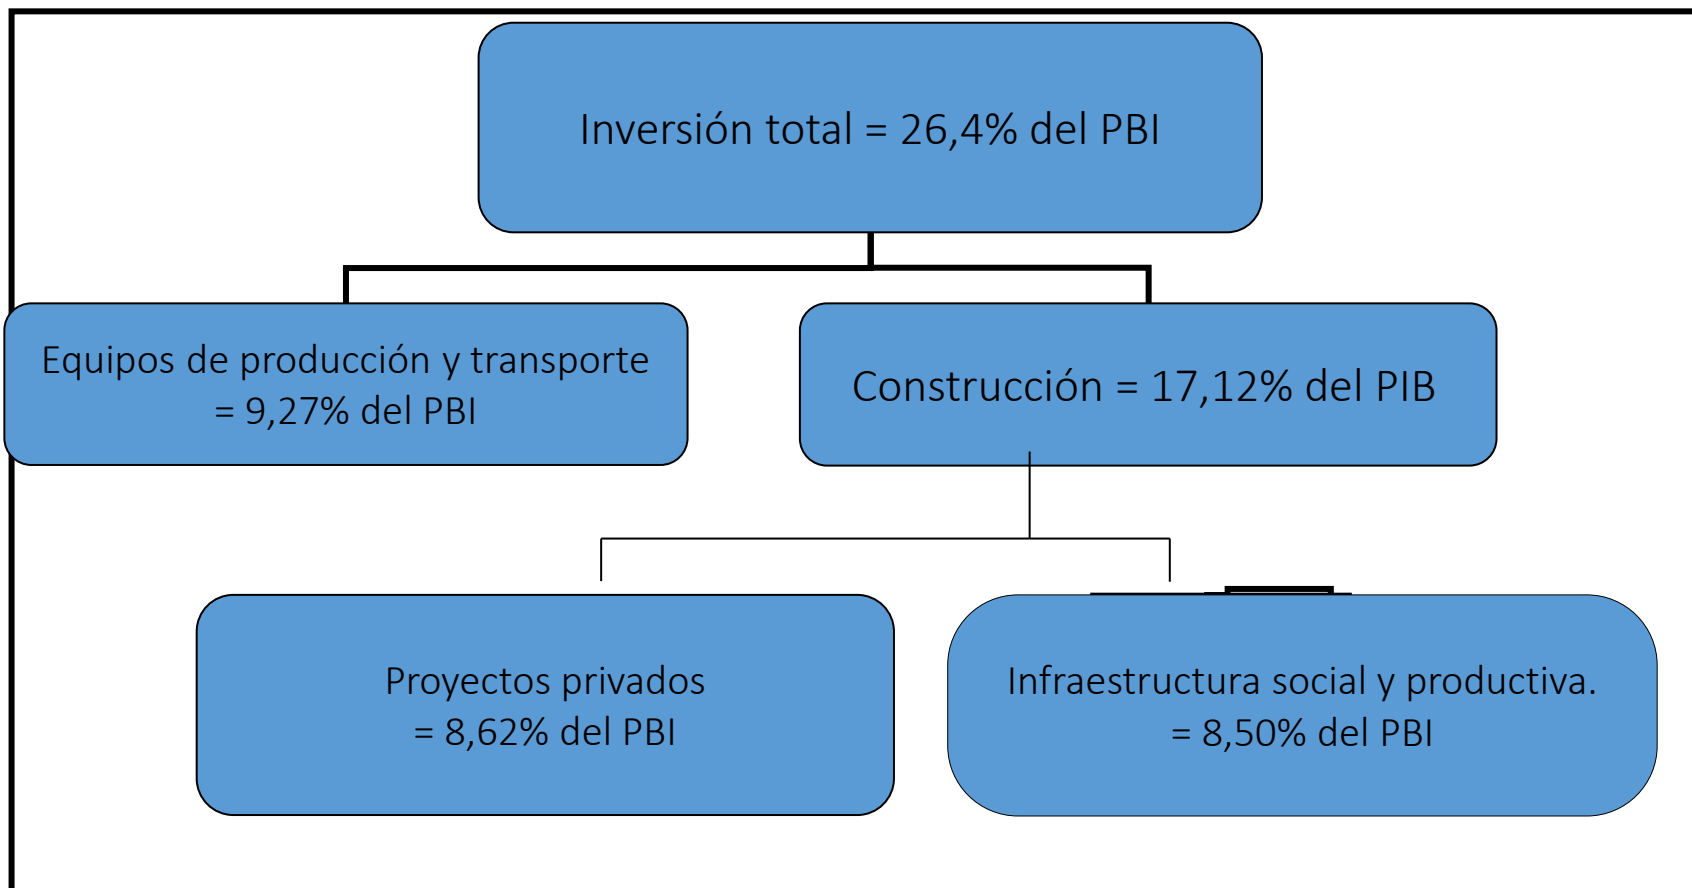 Inversión total = 26,4% del PBI
Equipos de producción y transporte
= 9,27% del PBI
Construcción = 17,12% del PIB
Proyectos privados
= 8,62% del PBI
Infraestructura social y productiva.
= 8,50% del PBI